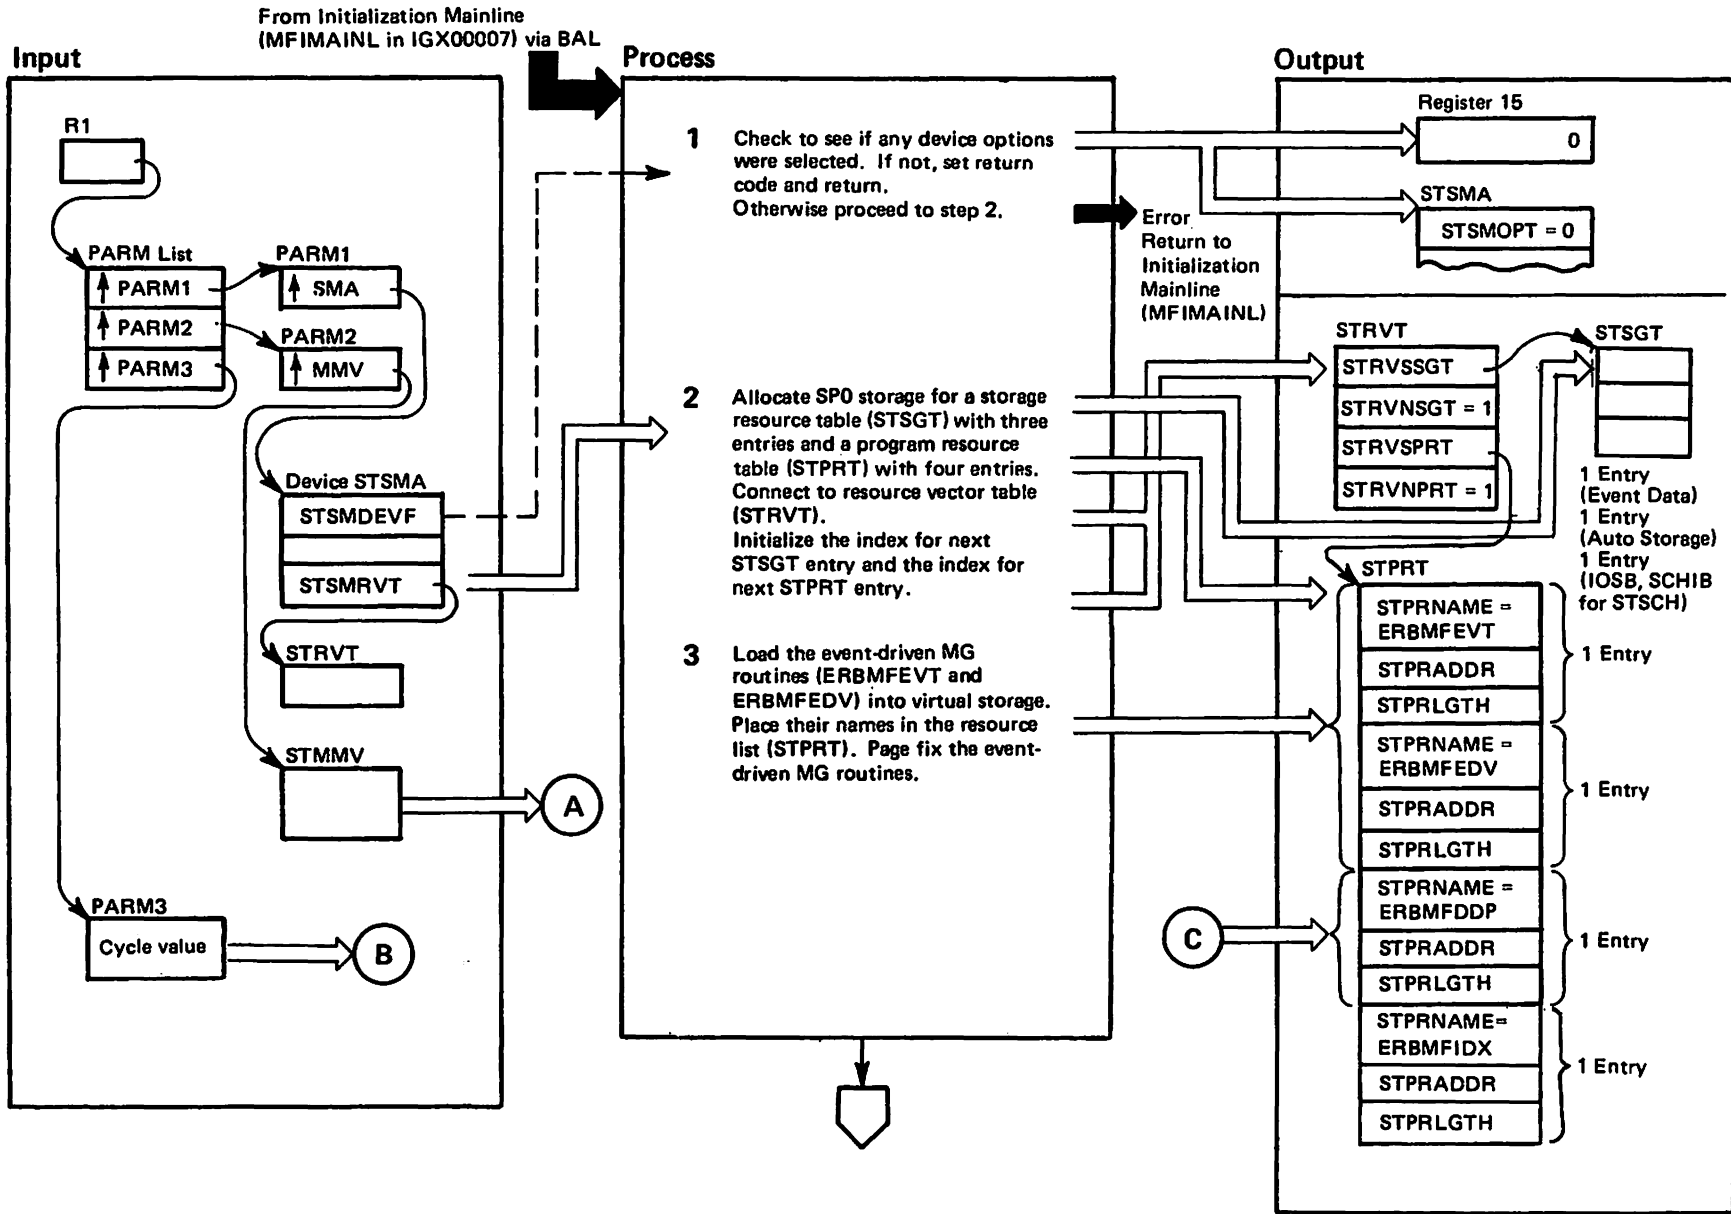 From Initialization Mainline
(MFIMAINL in IGX00007) via BAL
Input
R1
PARM List
PARM1
PARM2
PARM3
PARM1
SMA
PARM2
MMV
Device STSMA
STSMDEVF
STSMRVT
STRVT
STMMV
A
PARM3
Cycle value
B
Process
1 Check to see if any device options
were selected. If not, set return
code and return.
Otherwise proceed to step 2.
Error
Return to
Initialization
Mainline
(MFIMAINL)
2 Allocate SP0 storage for a storage
resource table (STSGT) with three
entries and a program resource
table (STPRT) with four entries.
Connect to resource vector table
(STRVT).
Initialize the index for next
STSGT entry and the index for
next STPRT entry.
3 Load the event-driven MG
routines (ERBMFEVT and
ERBMFEDV) into virtual storage.
Place their names in the resource
list (STPRT). Page fix the event-
driven MG routines.
C
Output
Register 15
0
STSMA
STSMOPT = 0
STRVT
STRVSSGT
STRVNSGT = 1
STRVSPRT
STRVNPRT = 1
STSGT
1 Entry
(Event Data)
1 Entry
(Auto Storage)
1 Entry
(IOSB, SCHIB
for STSCH)
STPRT
STPRNAME =
ERBMFEVT
STPRADDR
STPRLGTH
1 Entry
STPRNAME =
ERBMFEDV
STPRADDR
STPRLGTH
1 Entry
STPRNAME =
ERBMFDDP
STPRADDR
STPRLGTH
1 Entry
STPRNAME=
ERBMFIDX
STPRADDR
STPRLGTH
1 Entry